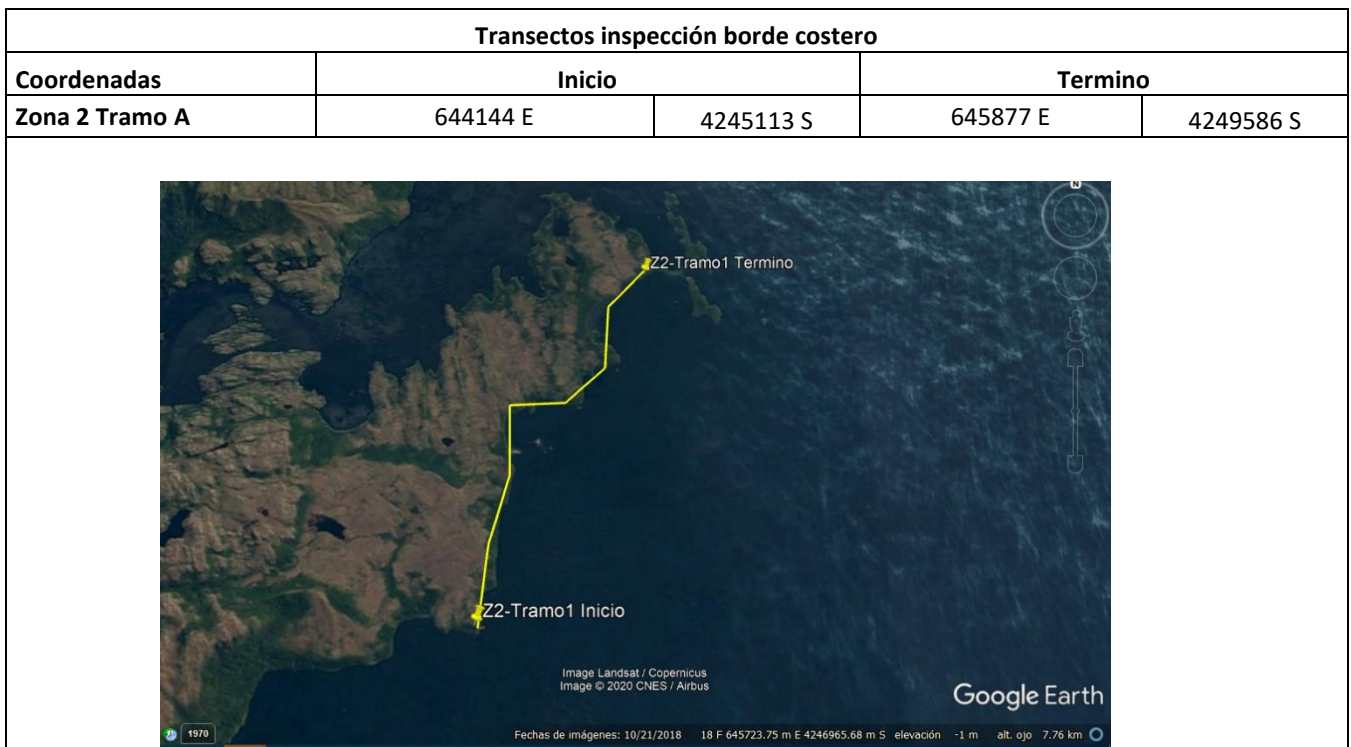 Transectos inspección borde costero
Coordenadas Inicio Termino
Zona 2 Tramo A 644144 E 4245113 S 645877 E 4249586 S
N
Z2-Tramo1 Termino
Z2-Tramo1 Inicio
Image Landsat / Copernicus
Image © 2020 CNES / Airbus
Google Earth
1970
Fechas de imágenes: 10/21/2018 18 F 645723.75 m E 4246965.68 m S elevación -1 m alt. ojo 7.76 km